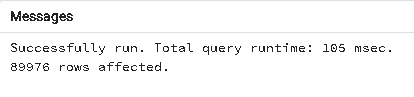 Messages
Successfully run. Total query runtime: 105 msec.
89976 rows affected.